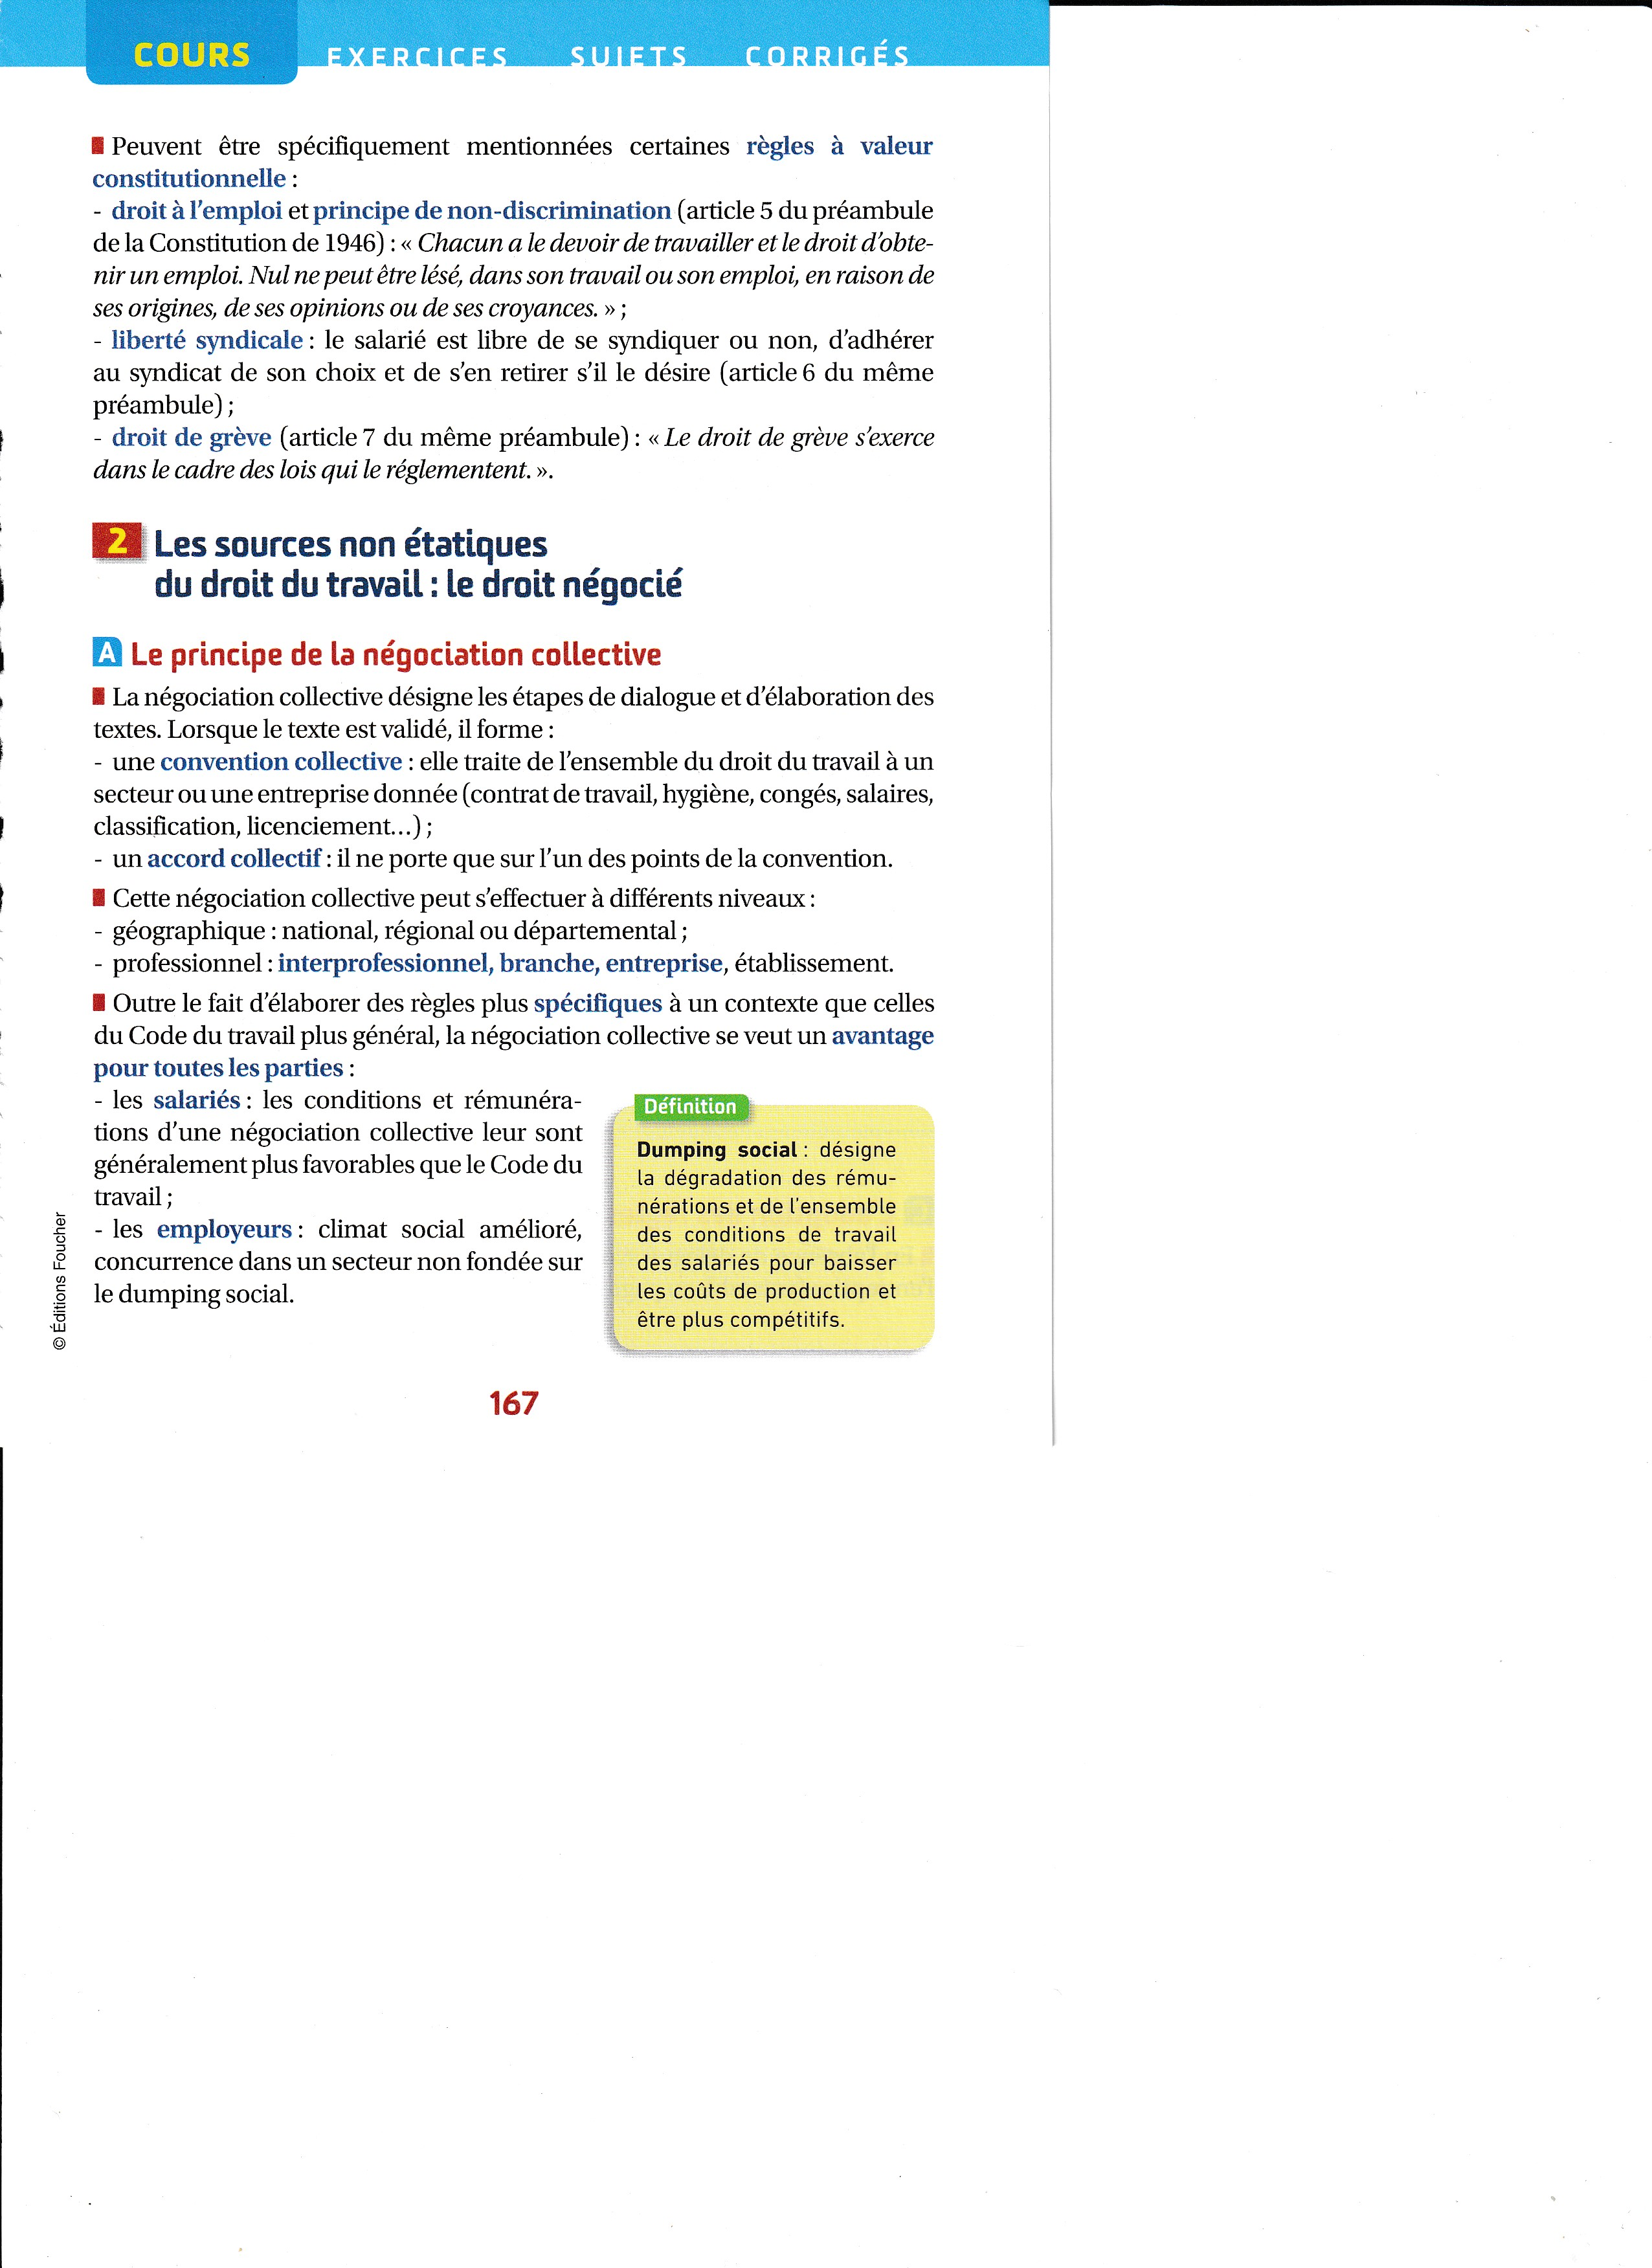 COURS EXERCICES SUJETS CORRIGÉS
Peuvent être spécifiquement mentionnées certaines règles à valeur
constitutionnelle :
- droit à l'emploi et principe de non-discrimination (article 5 du préambule
de la Constitution de 1946) : « Chacun a le devoir de travailler et le droit d'obte-
nir un emploi. Nul ne peut être lésé, dans son travail ou son emploi, en raison de
ses origines, de ses opinions ou de ses croyances. » ;
- liberté syndicale : le salarié est libre de se syndiquer ou non, d'adhérer
au syndicat de son choix et de s'en retirer s'il le désire (article 6 du même
préambule) ;
- droit de grève (article 7 du même préambule) : « Le droit de grève s'exerce
dans le cadre des lois qui le réglementent. ».
2 Les sources non étatiques
du droit du travail : le droit négocié
A Le principe de la négociation collective
La négociation collective désigne les étapes de dialogue et d'élaboration des
textes. Lorsque le texte est validé, il forme :
- une convention collective : elle traite de l'ensemble du droit du travail à un
secteur ou une entreprise donnée (contrat de travail, hygiène, congés, salaires,
classification, licenciement...) ;
- un accord collectif : il ne porte que sur l'un des points de la convention.
Cette négociation collective peut s'effectuer à différents niveaux :
- géographique : national, régional ou départemental ;
- professionnel : interprofessionnel, branche, entreprise, établissement.
Outre le fait d'élaborer des règles plus spécifiques à un contexte que celles
du Code du travail plus général, la négociation collective se veut un avantage
pour toutes les parties :
- les salariés : les conditions et rémunéra-
tions d'une négociation collective leur sont
généralement plus favorables que le Code du
travail ;
- les employeurs : climat social amélioré,
concurrence dans un secteur non fondée sur
le dumping social.
Définition
Dumping social : désigne
la dégradation des rému-
nérations et de l'ensemble
des conditions de travail
des salariés pour baisser
les coûts de production et
être plus compétitifs.
© Éditions Foucher
167